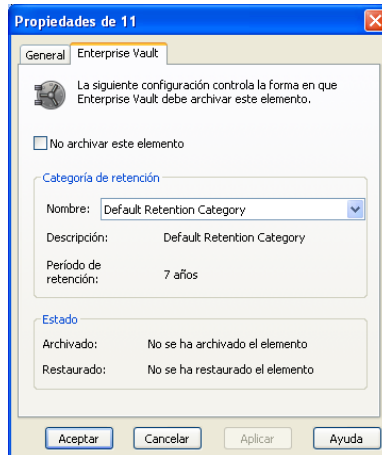 Propiedades de 11
General
Enterprise Vault
La siguiente configuración controla la forma en que
Enterprise Vault debe archivar este elemento.
No archivar este elemento
Categoría de retención
Nombre: Default Retention Category
Descripción: Default Retention Category
Período de
retención: 7 años
Estado
Archivado: No se ha archivado el elemento
Restaurado: No se ha restaurado el elemento
Aceptar Cancelar Aplicar Ayuda